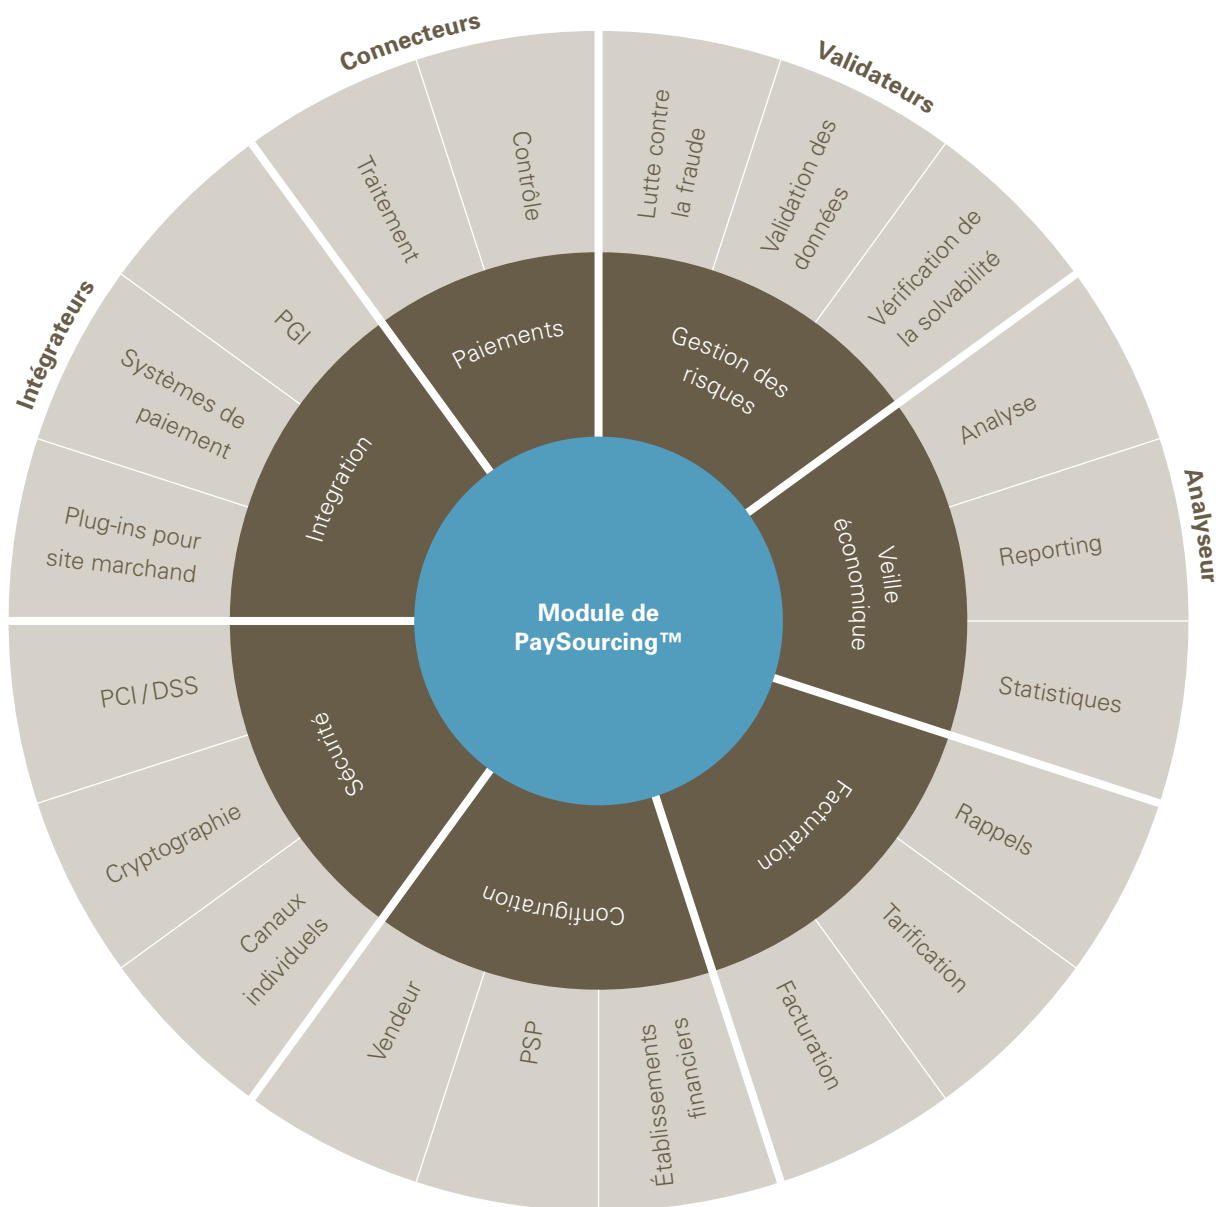 Connecteurs
Validateurs
Analyseur
Intégrateurs
Traitement
Contrôle
Lutte contre
la fraude
Validation des
données
Vérification de
la solvabilité
Analyse
Reporting
Statistiques
Rappels
Tarification
Facturation
Établissements
financiers
PSP
Vendeur
Canaux
individuels
Cryptographie
PCI/DSS
Plug-ins pour
site marchand
Systèmes de
paiement
PGI
Paiements
Gestion des
risques
Veille
économique
Facturation
Configuration
Sécurité
Integration
Module de
PaySourcing™